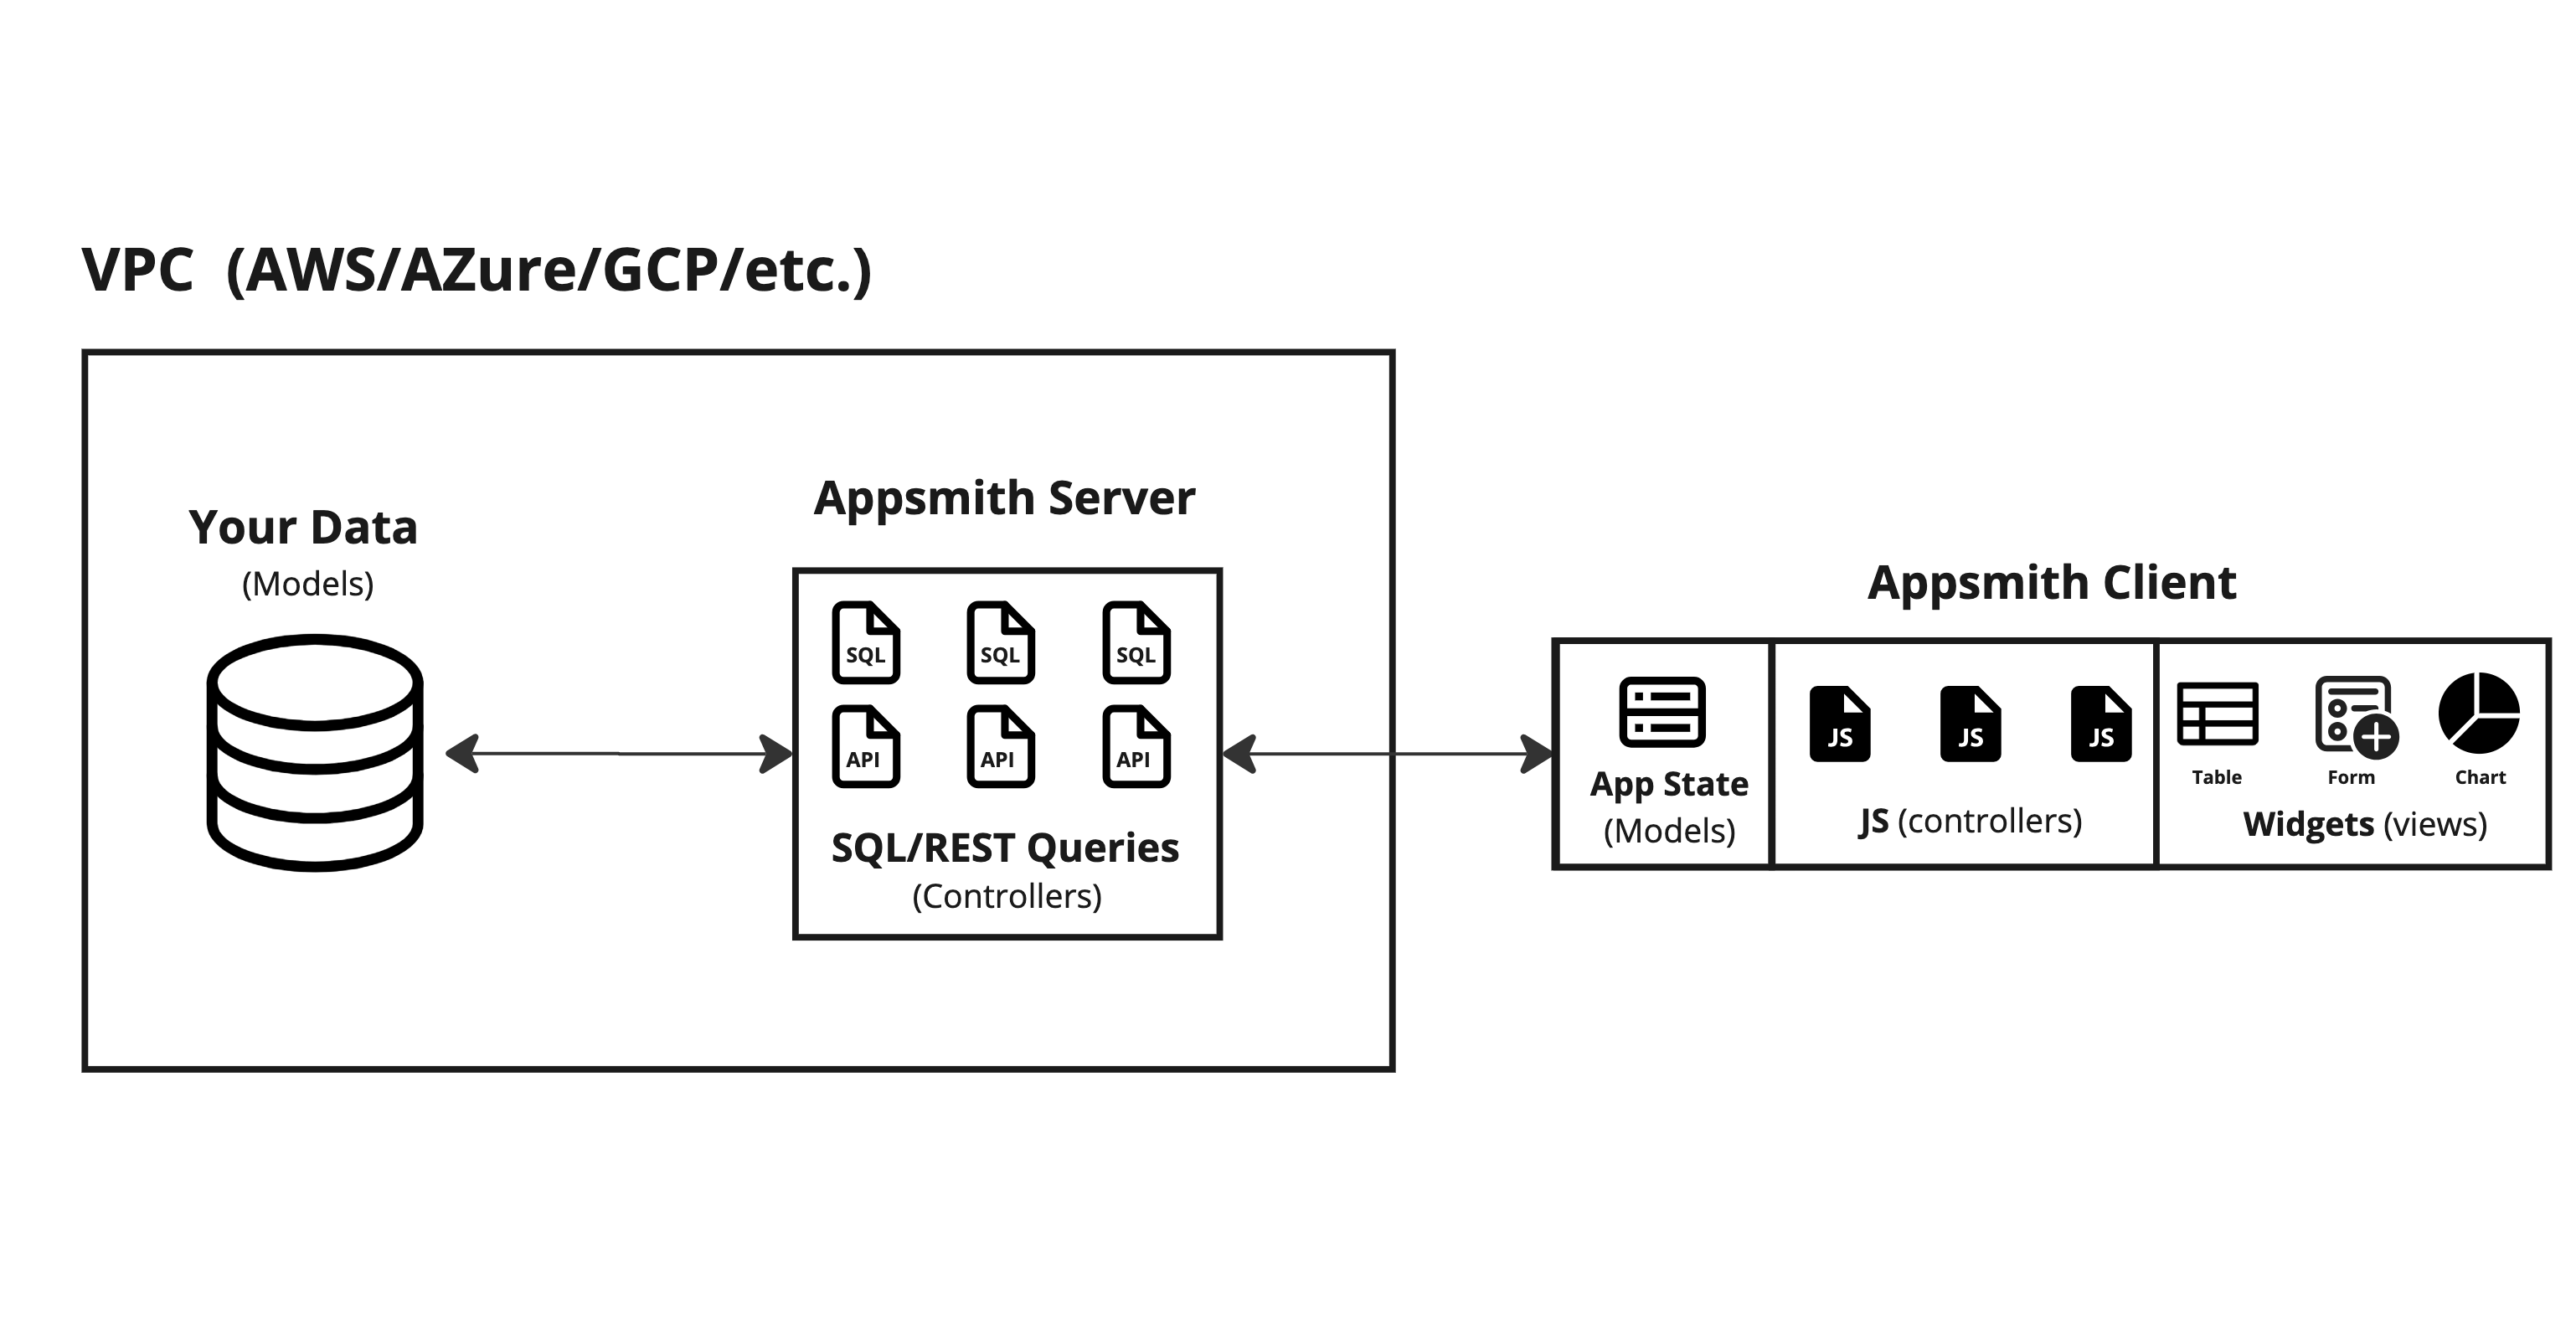 VPC  (AWS/AZure/GCP/etc.)
Your Data
(Models)
Appsmith Server
SQL SQL SQL
API API API
SQL/REST Queries
(Controllers)
Appsmith Client
App State
(Models)
JS JS JS
JS (controllers)
Table Form Chart
Widgets (views)